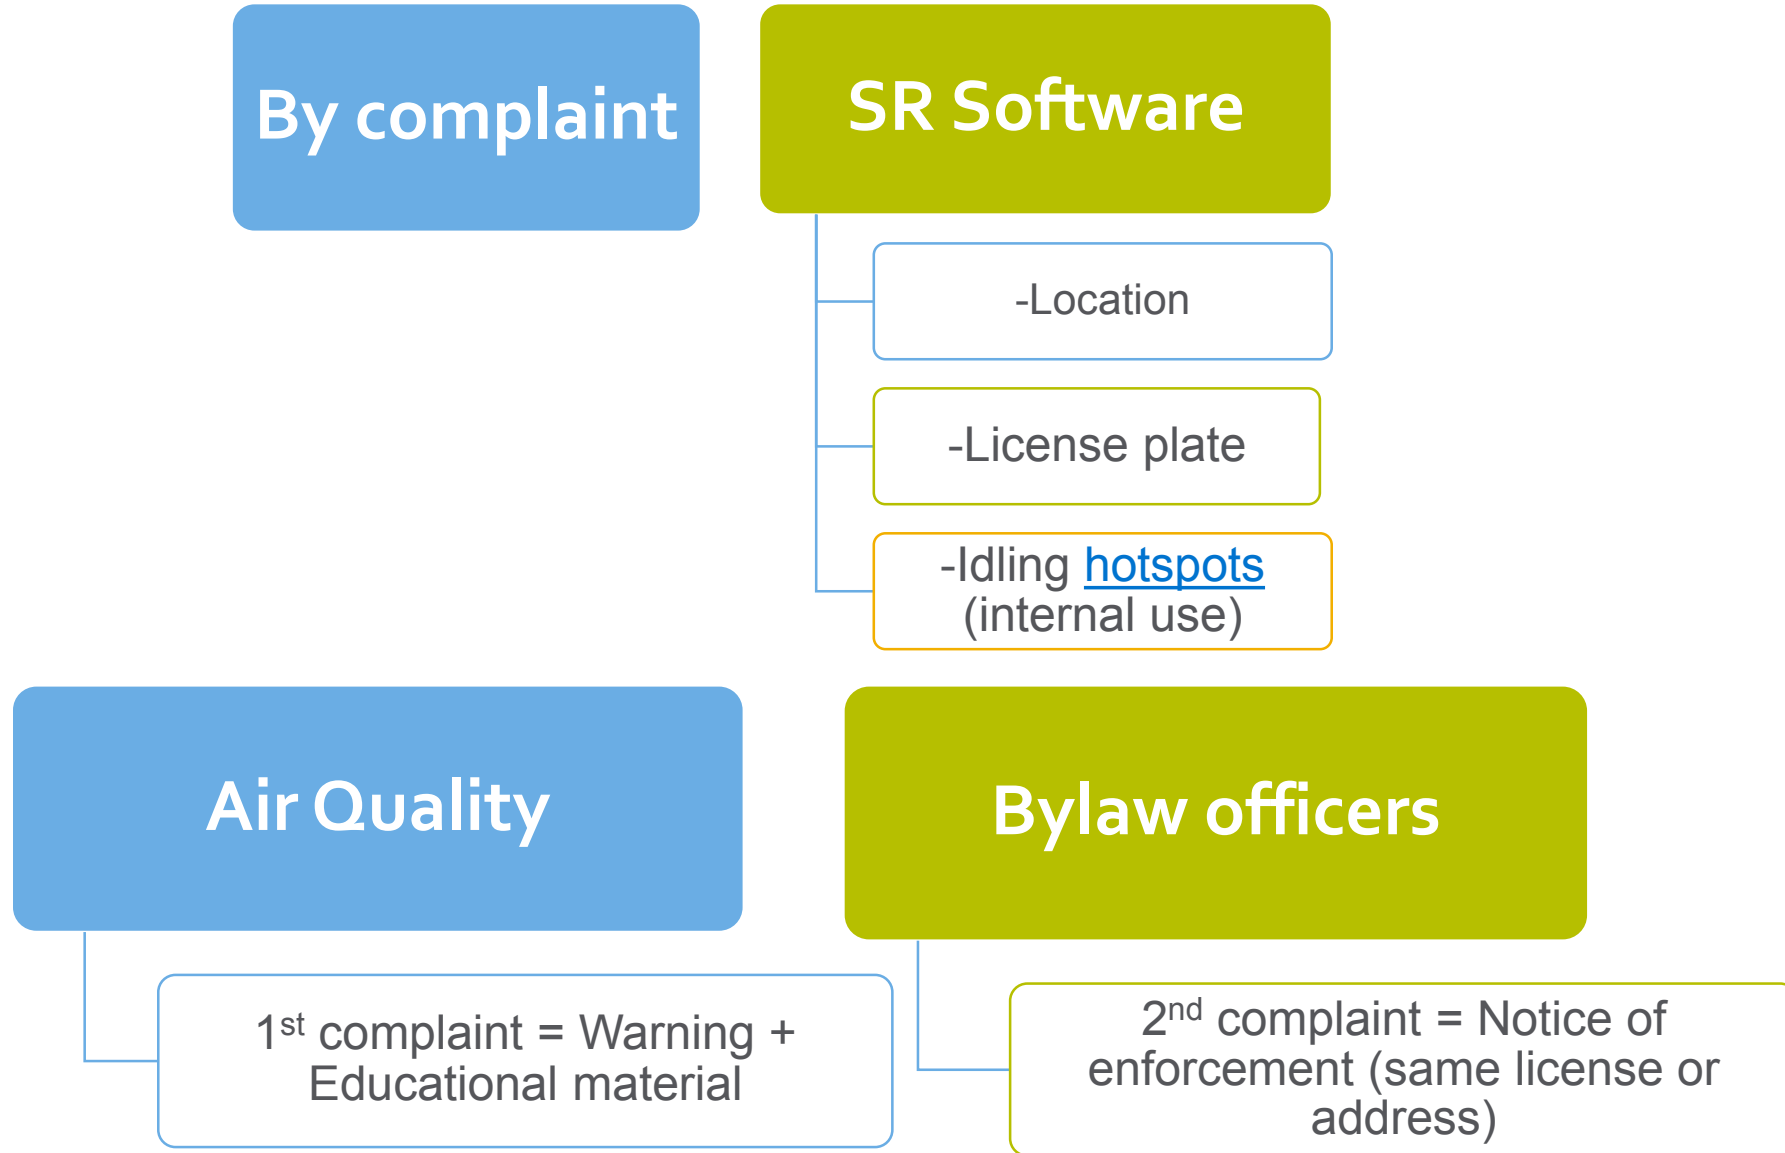 By complaint
SR Software
-Location
-License plate
-Idling hotspots
(internal use)
Air Quality
1st complaint = Warning +
Educational material
Bylaw officers
2nd complaint = Notice of
enforcement (same license or
address)